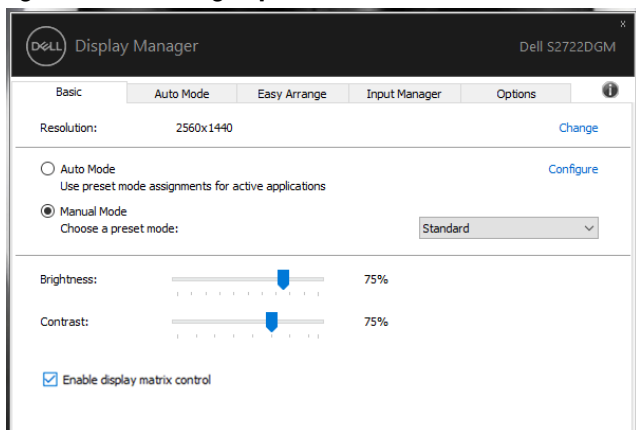 DELL Display Manager Dell S2722DGM x
Basic Auto Mode Easy Arrange Input Manager Options i
Resolution: 2560x1440 Change
Auto Mode Configure
Use preset mode assignments for active applications
Manual Mode
Choose a preset mode: Standard
Brightness: 75%
Contrast: 75%
Enable display matrix control